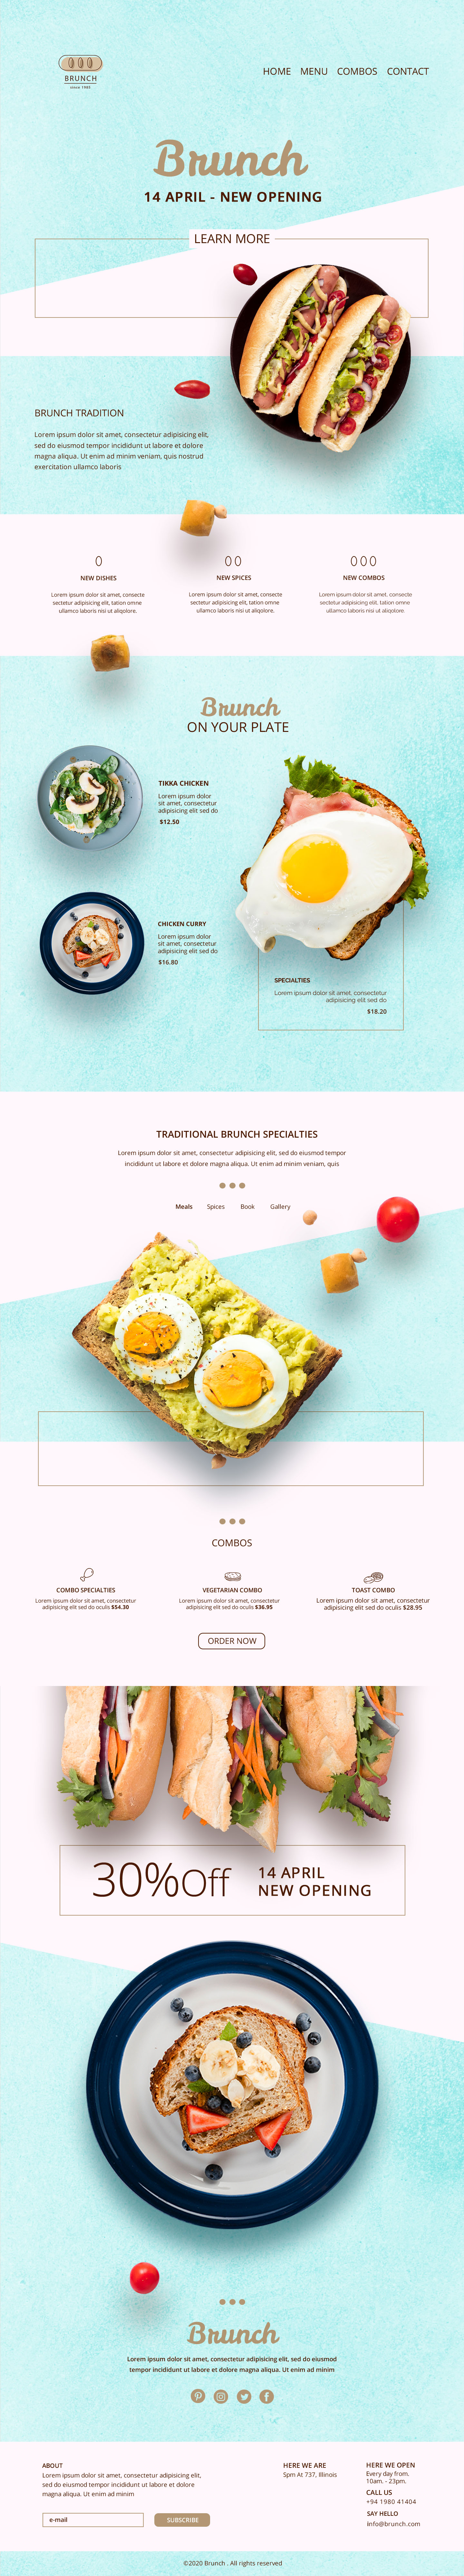 BRUNCH
since 1985
HOME MENU COMBOS CONTACT
Brunch
14 APRIL - NEW OPENING
LEARN MORE
BRUNCH TRADITION
Lorem ipsum dolor sit amet, consectetur adipisicing elit,
sed do eiusmod tempor incididunt ut labore et dolore
magna aliqua. Ut enim ad minim veniam, quis nostrud
exercitation ullamco laboris
NEW DISHES
Lorem ipsum dolor sit amet, consecte
sectetur adipisicing elit, tation omne
ullamco laboris nisi ut aliqolore.
NEW SPICES
Lorem ipsum dolor sit amet, consecte
sectetur adipisicing elit, tation omne
ullamco laboris nisi ut aliqolore.
NEW COMBOS
Lorem ipsum dolor sit amet, consecte
sectetur adipisicing elit, tation omne
ullamco laboris nisi ut aliqolore.
Brunch
ON YOUR PLATE
TIKKA CHICKEN
Lorem ipsum dolor
sit amet, consectetur
adipisicing elit sed do
$12.50
CHICKEN CURRY
Lorem ipsum dolor
sit amet, consectetur
adipisicing elit sed do
$16.80
SPECIALTIES
Lorem ipsum dolor sit amet, consectetur
adipisicing elit sed do
$18.20
TRADITIONAL BRUNCH SPECIALTIES
Lorem ipsum dolor sit amet, consectetur adipisicing elit, sed do eiusmod tempor
incididunt ut labore et dolore magna aliqua. Ut enim ad minim veniam, quis
Meals Spices Book Gallery
COMBOS
COMBO SPECIALTIES
Lorem ipsum dolor sit amet, consectetur
adipisicing elit sed do oculis $54.30
VEGETARIAN COMBO
Lorem ipsum dolor sit amet, consectetur
adipisicing elit sed do oculis $36.95
TOAST COMBO
Lorem ipsum dolor sit amet, consectetur
adipisicing elit sed do oculis $28.95
ORDER NOW
30%Off
14 APRIL
NEW OPENING
Brunch
Lorem ipsum dolor sit amet, consectetur adipisicing elit, sed do eiusmod
tempor incididunt ut labore et dolore magna aliqua. Ut enim ad minim
ABOUT
Lorem ipsum dolor sit amet, consectetur adipisicing elit,
sed do eiusmod tempor incididunt ut labore et dolore
magna aliqua. Ut enim ad minim
e-mail
SUBSCRIBE
HERE WE ARE
5pm At 737, Illinois
HERE WE OPEN
Every day from.
10am. - 23pm.
CALL US
+94 1980 41404
SAY HELLO
info@brunch.com
©2020 Brunch . All rights reserved